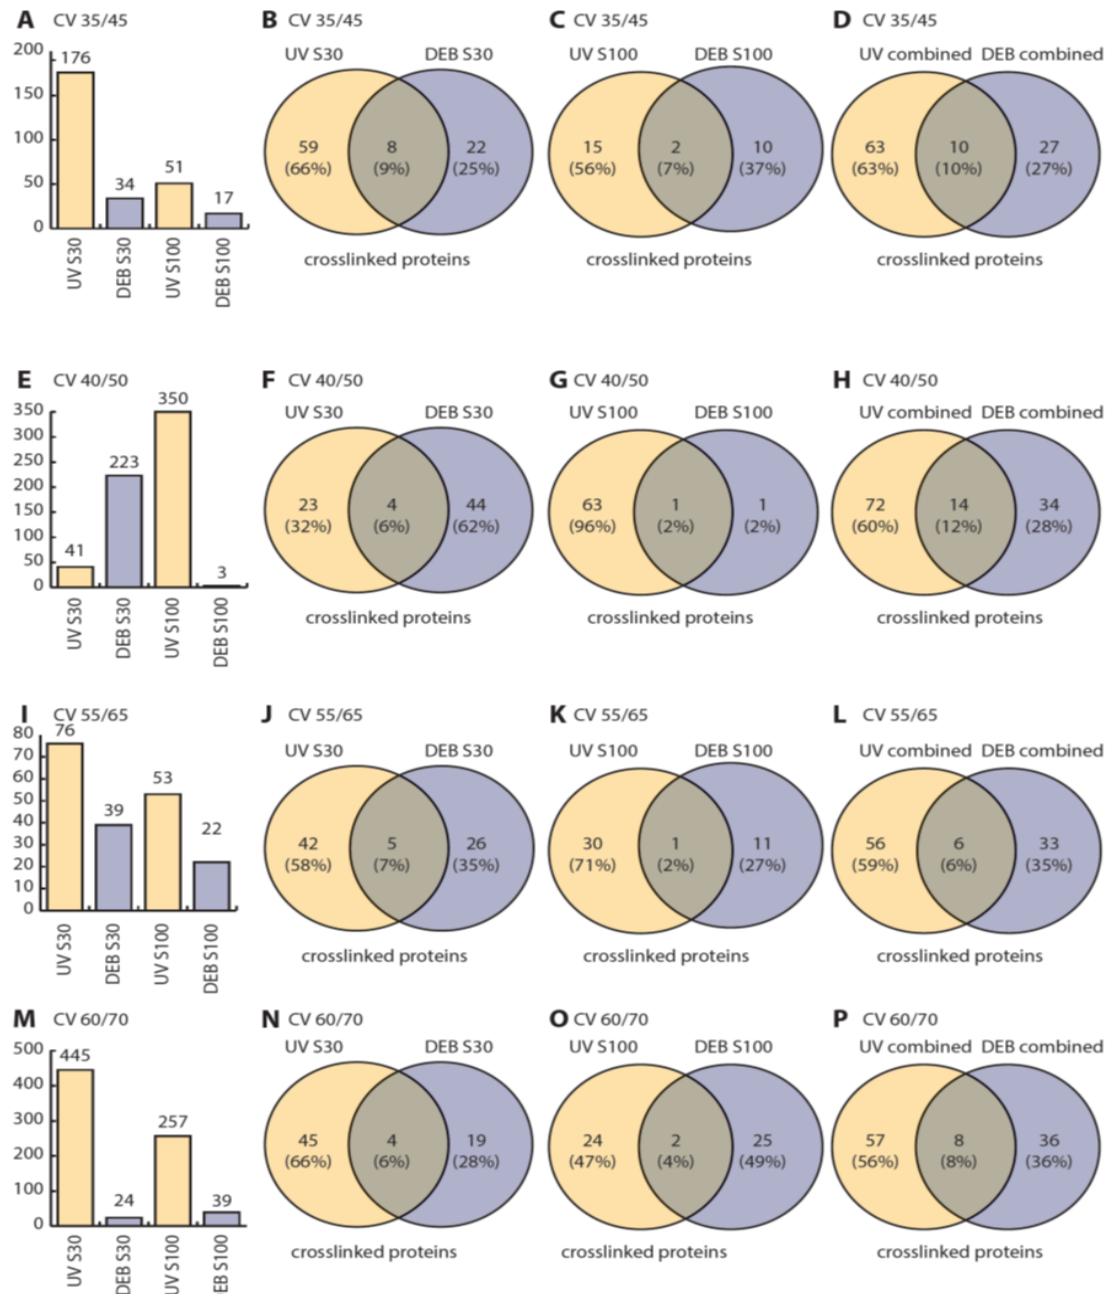 A CV 35/45
200
150
100
50
0
176
34
51
17
UV S30
DEB S30
UV S100
DEB S100
B CV 35/45
UV S30 DEB S30
59 8 22
(66%) (9%) (25%)
crosslinked proteins
C CV 35/45
UV S100 DEB S100
15 2 10
(56%) (7%) (37%)
crosslinked proteins
D CV 35/45
UV combined DEB combined
63 10 27
(63%) (10%) (27%)
crosslinked proteins
E CV 40/50
350
300
250
200
150
100
50
0
41
223
350
3
UV S30
DEB S30
UV S100
DEB S100
F CV 40/50
UV S30 DEB S30
23 4 44
(32%) (6%) (62%)
crosslinked proteins
G CV 40/50
UV S100 DEB S100
63 1 1
(96%) (2%) (2%)
crosslinked proteins
H CV 40/50
UV combined DEB combined
72 14 34
(60%) (12%) (28%)
crosslinked proteins
I CV 55/65
80
70
60
50
40
30
20
10
0
76
39
53
22
UV S30
DEB S30
UV S100
DEB S100
J CV 55/65
UV S30 DEB S30
42 5 26
(58%) (7%) (35%)
crosslinked proteins
K CV 55/65
UV S100 DEB S100
30 1 11
(71%) (2%) (27%)
crosslinked proteins
L CV 55/65
UV combined DEB combined
56 6 33
(59%) (6%) (35%)
crosslinked proteins
M CV 60/70
500
400
300
200
100
0
445
24
257
39
UV S30
DEB S30
UV S100
EB S100
N CV 60/70
UV S30 DEB S30
45 4 19
(66%) (6%) (28%)
crosslinked proteins
O CV 60/70
UV S100 DEB S100
24 2 25
(47%) (4%) (49%)
crosslinked proteins
P CV 60/70
UV combined DEB combined
57 8 36
(56%) (8%) (36%)
crosslinked proteins